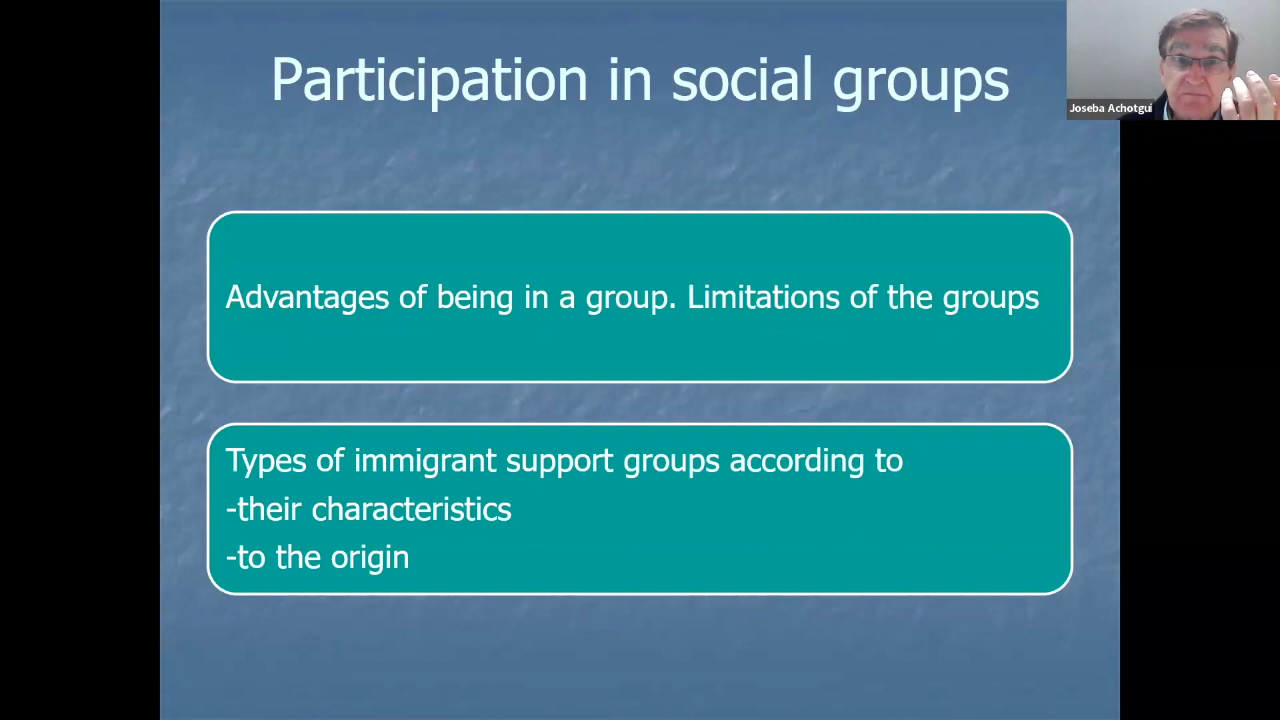 Participation in social groups
Joseba Achotgui
Advantages of being in a group. Limitations of the groups
Types of immigrant support groups according to
-their characteristics
-to the origin